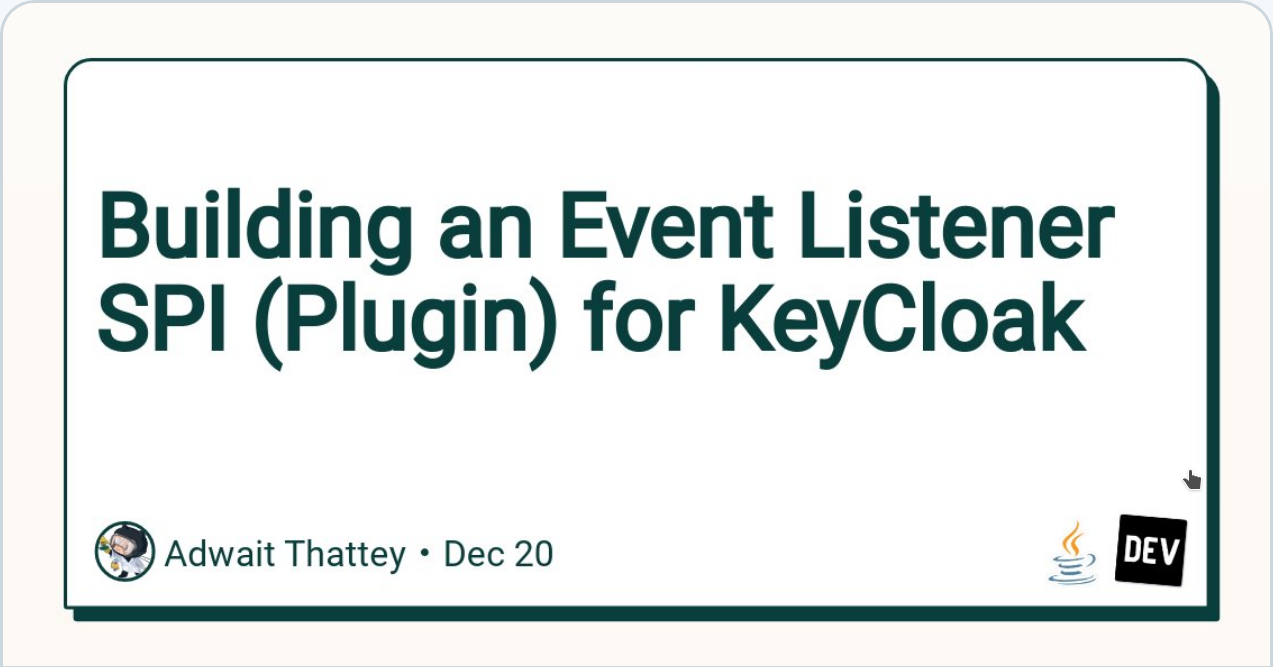 Building an Event Listener
SPI (Plugin) for KeyCloak
Adwait Thattey • Dec 20
DEV